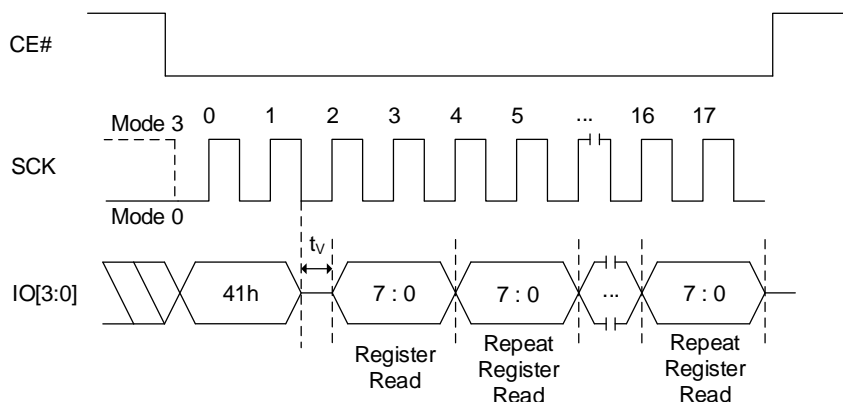 CE#
Mode 3
0 1 2 3 4 5 ... 16 17
SCK
Mode 0
tV
IO[3:0]
41h
7 : 0
7 : 0
...
7 : 0
Register
Read
Repeat
Register
Read
Repeat
Register
Read